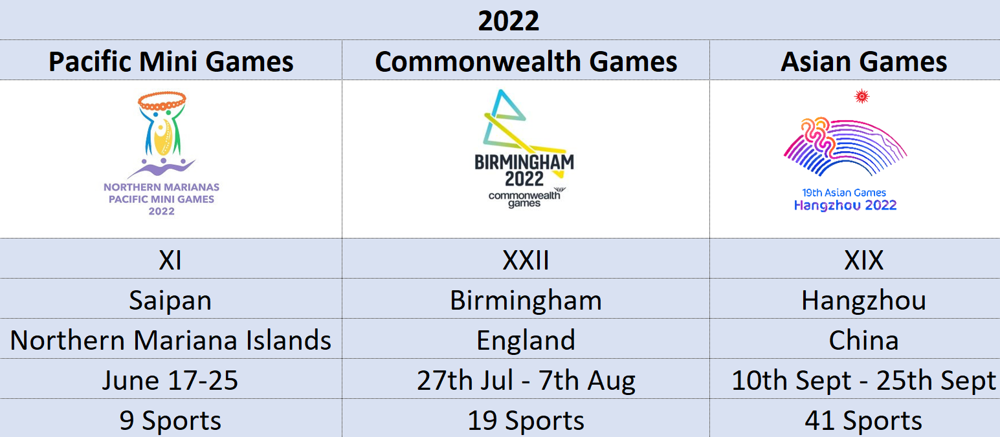 2022
Pacific Mini Games
Commonwealth Games
Asian Games
NORTHERN MARIANAS
PACIFIC MINI GAMES
2022
BIRMINGHAM
2022
commonwealth
games
19th Asian Games
Hangzhou 2022
XI
XXII
XIX
Saipan
Birmingham
Hangzhou
Northern Mariana Islands
England
China
June 17-25
27th Jul - 7th Aug
10th Sept - 25th Sept
9 Sports
19 Sports
41 Sports